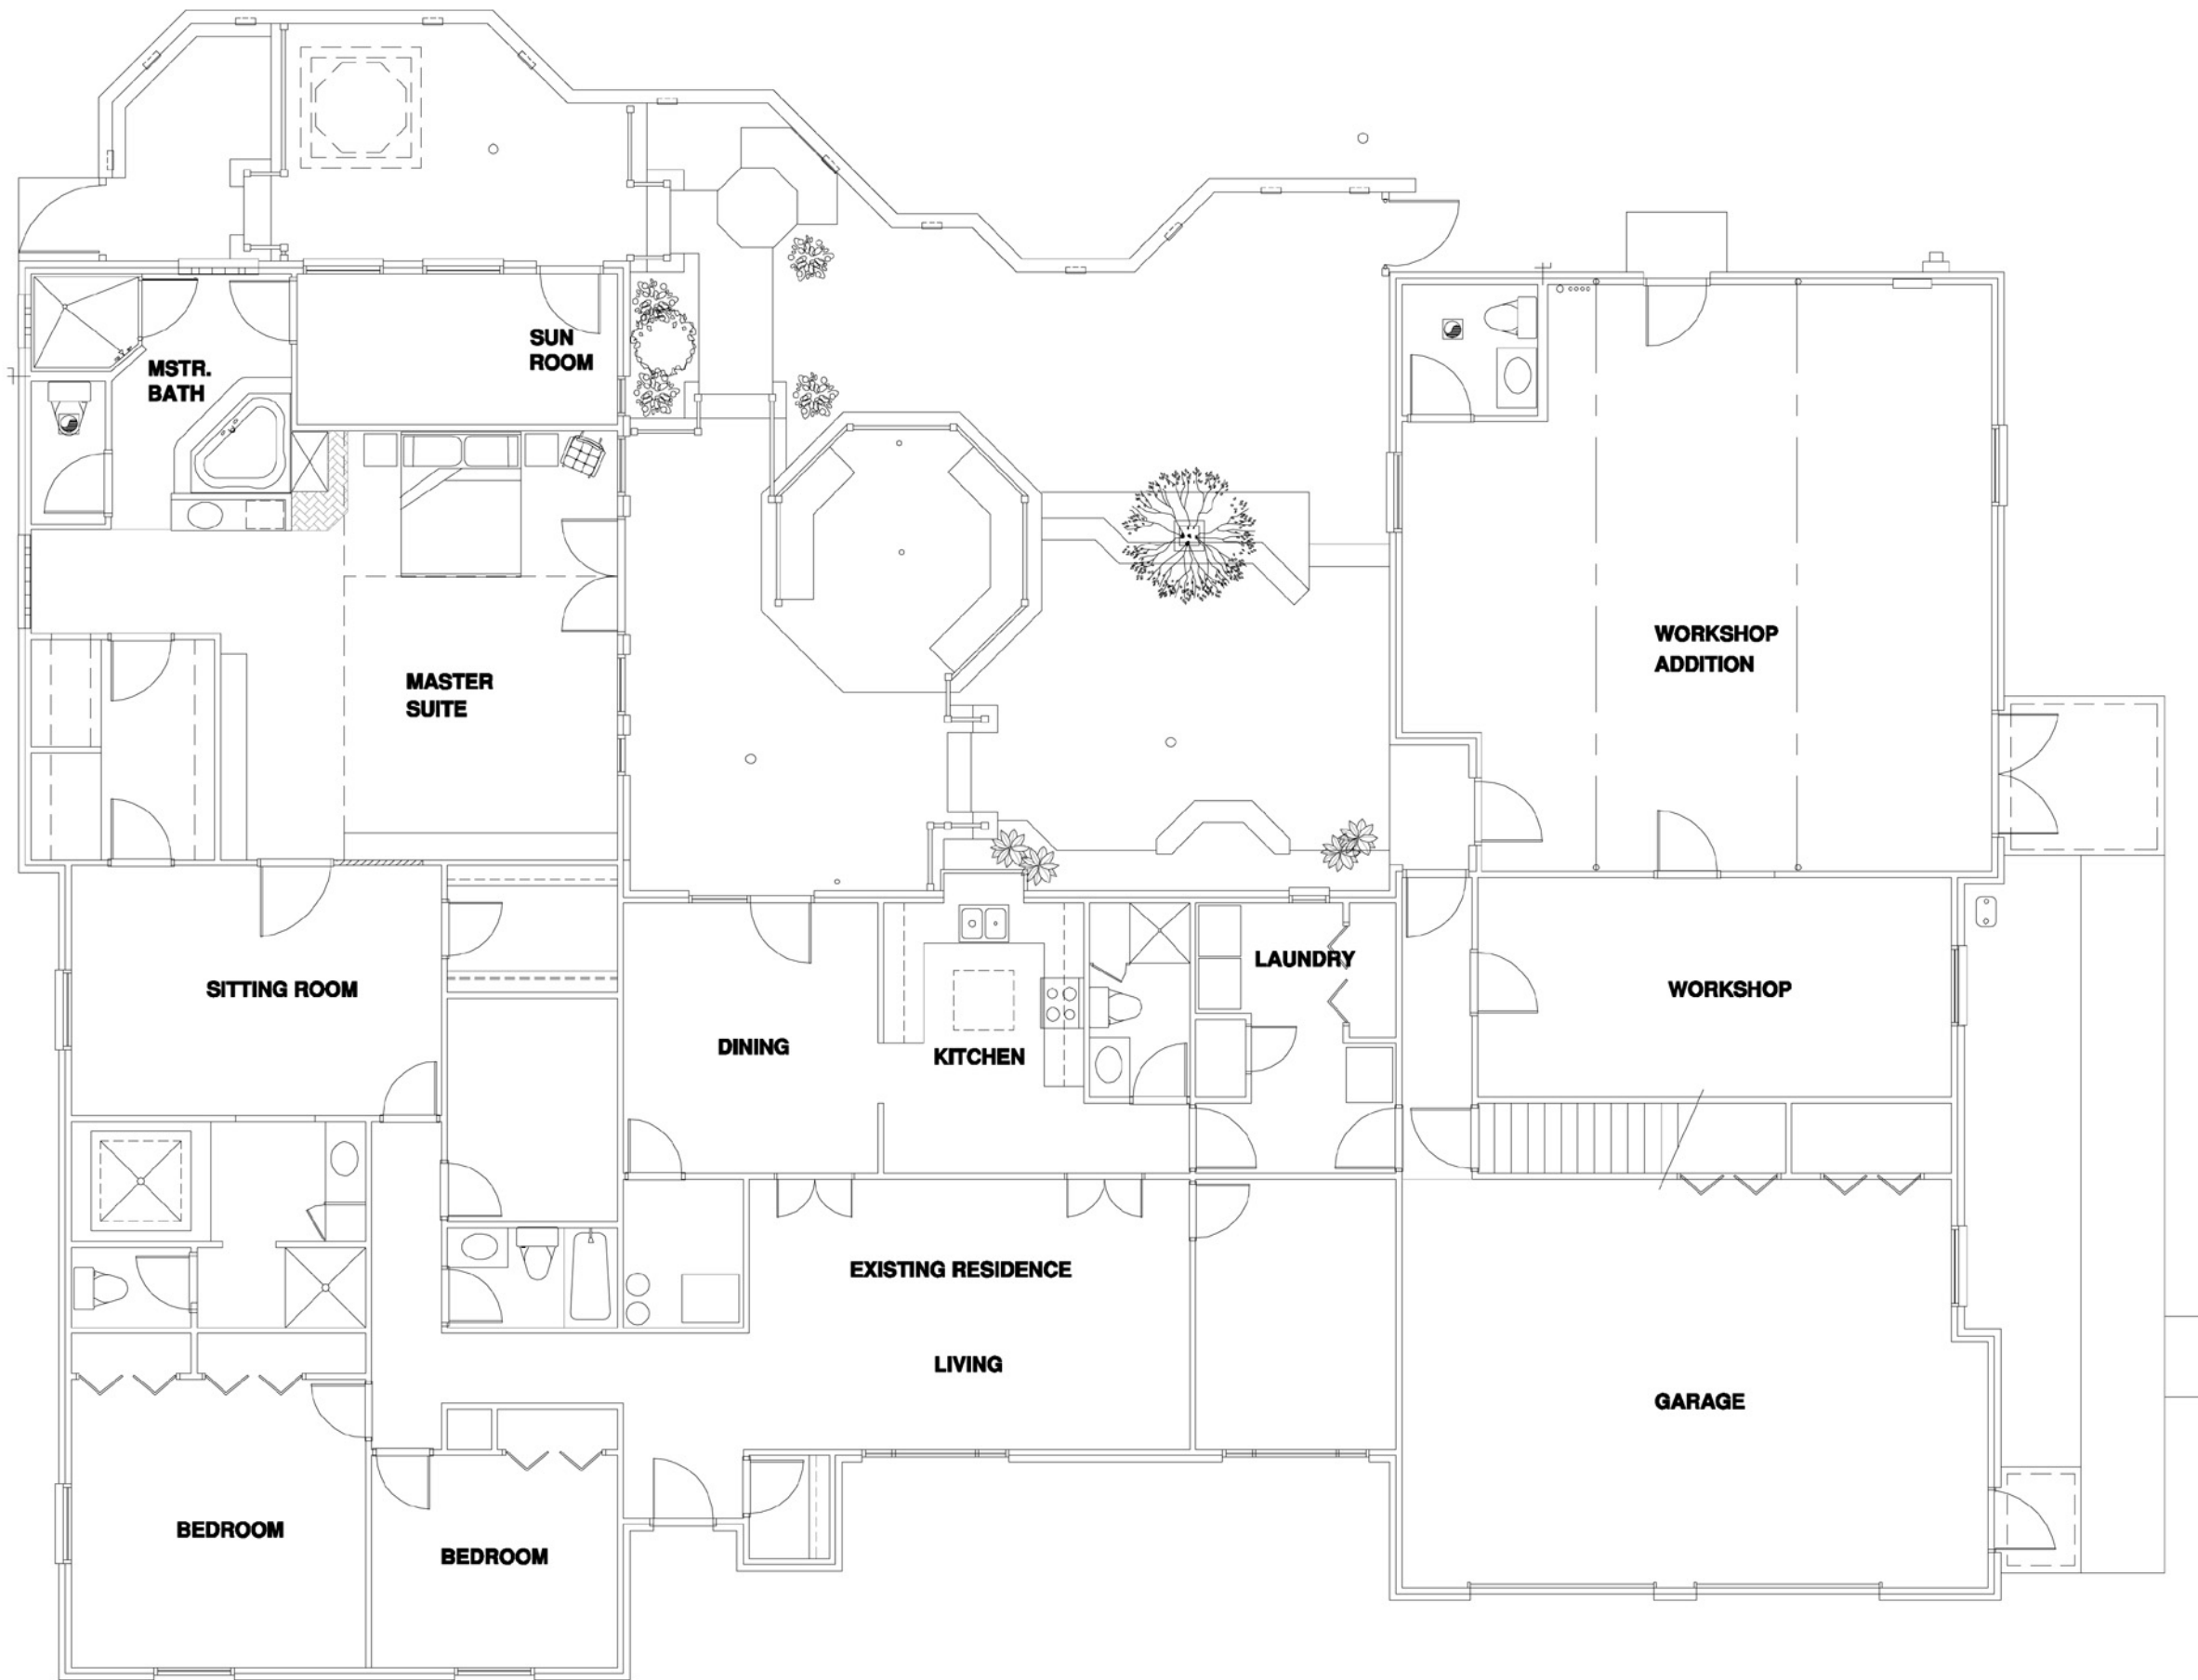 SUN
ROOM
MSTR.
BATH
WORKSHOP
ADDITION
MASTER
SUITE
LAUNDRY
SITTING ROOM
WORKSHOP
DINING
KITCHEN
EXISTING RESIDENCE
LIVING
GARAGE
BEDROOM
BEDROOM